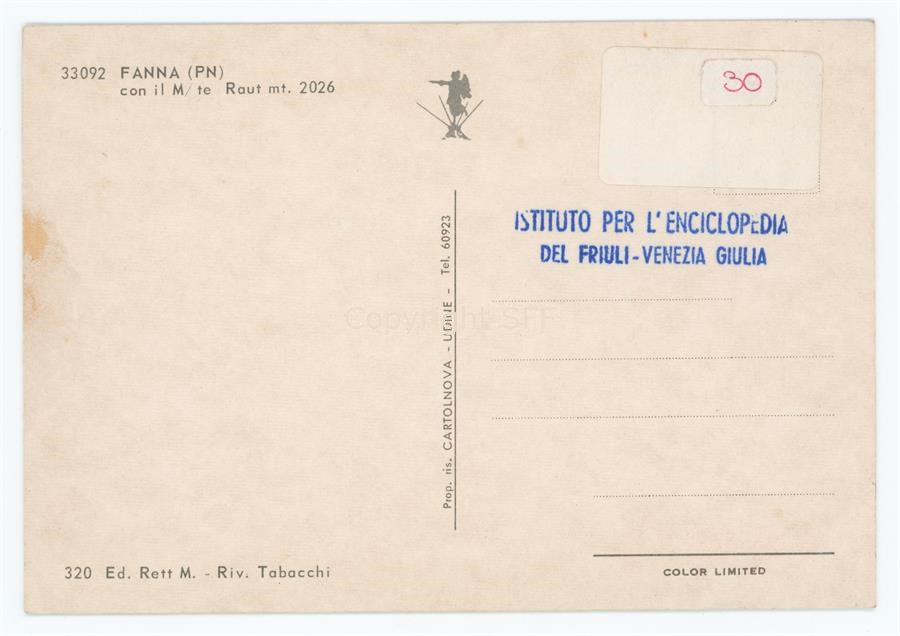 33092 FANNA (PN)
con il M/te Raut mt. 2026
30
ISTITUTO PER L'ENCICLOPEDIA
DEL FRIULI-VENEZIA GIULIA
Copyright SFF
Prop. ris. CARTOLNOVA - UDINE - Tel. 60923
320 Ed. Rett M. - Riv. Tabacchi
COLOR LIMITED